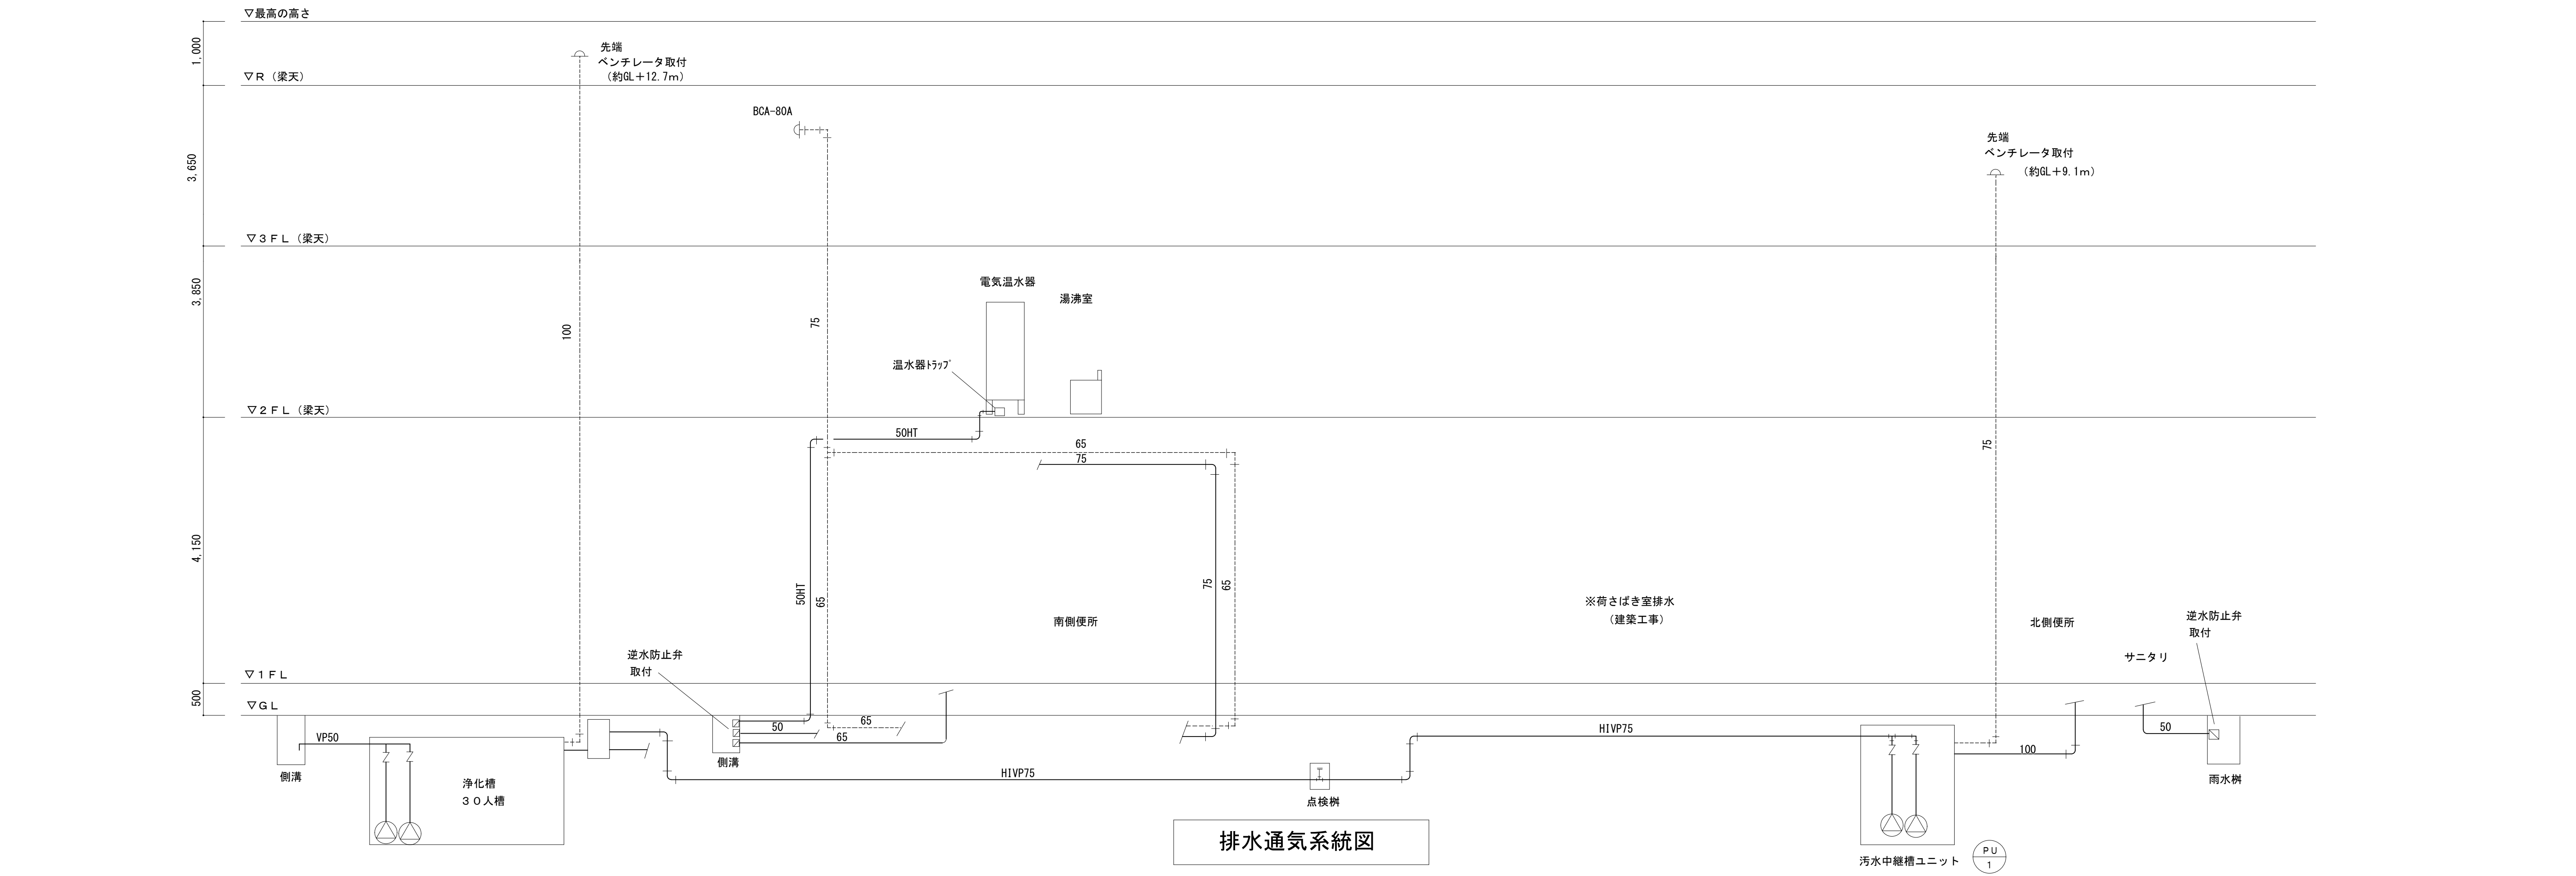 ▽最高の高さ
1,000
先端
ベンチレータ取付
（約GL＋12.7ｍ）
▽Ｒ（梁天）
BCA-80A
先端
ベンチレータ取付
（約GL＋9.1ｍ）
3,650
▽３ＦＬ（梁天）
電気温水器
湯沸室
3,850
100
75
温水器ﾄﾗｯﾌﾟ
▽２ＦＬ（梁天）
50HT
65
75
75
4,150
50HT
65
75
65
※荷さばき室排水
（建築工事）
南側便所
北側便所
逆水防止弁
取付
サニタリ
逆水防止弁
取付
▽１ＦＬ
500
▽ＧＬ
65
50
65
VP50
HIVP75
50
100
側溝
側溝
HIVP75
雨水桝
浄化槽
３０人槽
点検桝
排水通気系統図
汚水中継槽ユニット
ＰＵ
1